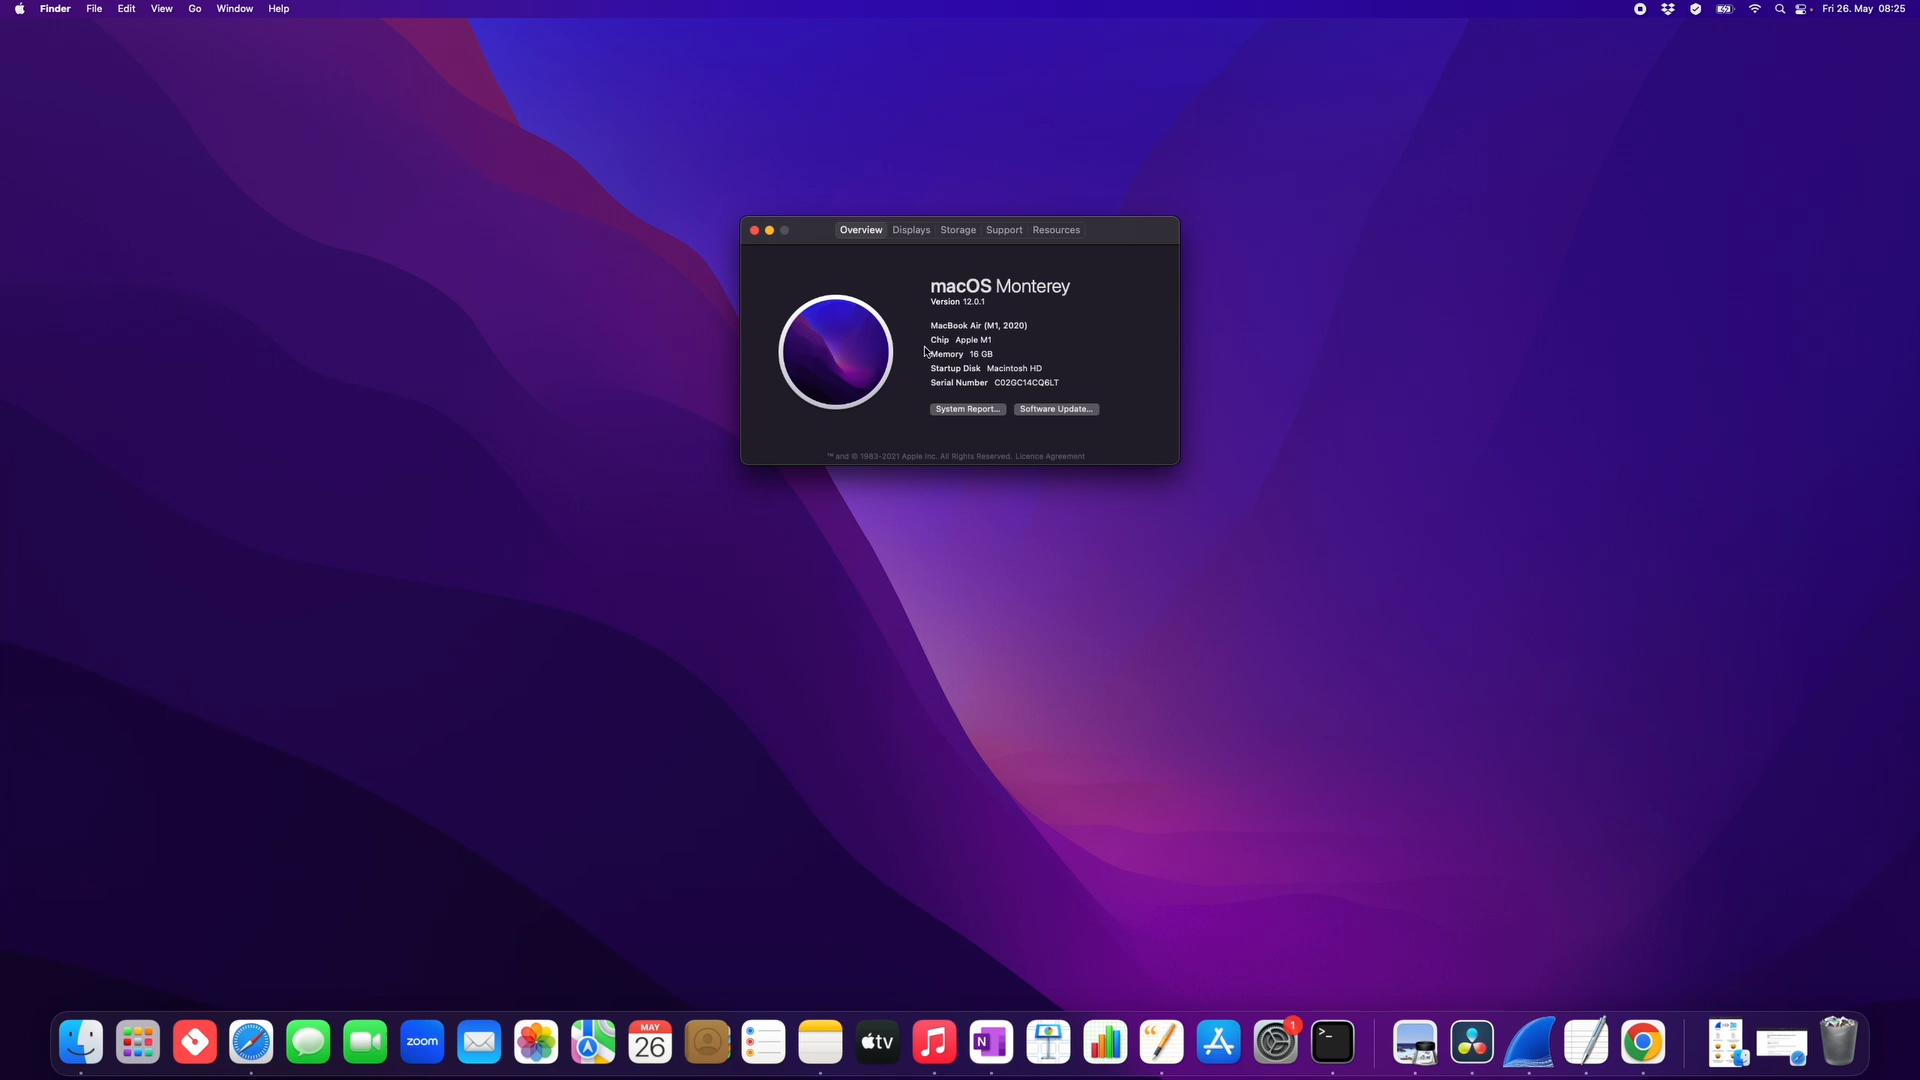 Finder File Edit View Go Window Help
Fri 26. May 08:25
Overview Displays Storage Support Resources
macOS Monterey
Version 12.0.1
MacBook Air (M1, 2020)
Chip Apple M1
Memory 16 GB
Startup Disk Macintosh HD
Serial Number C02GC14CQ6LT
System Report... Software Update...
™ and © 1983-2021 Apple Inc. All Rights Reserved. Licence Agreement
zoom
MAY
26
tv
N
1
>_